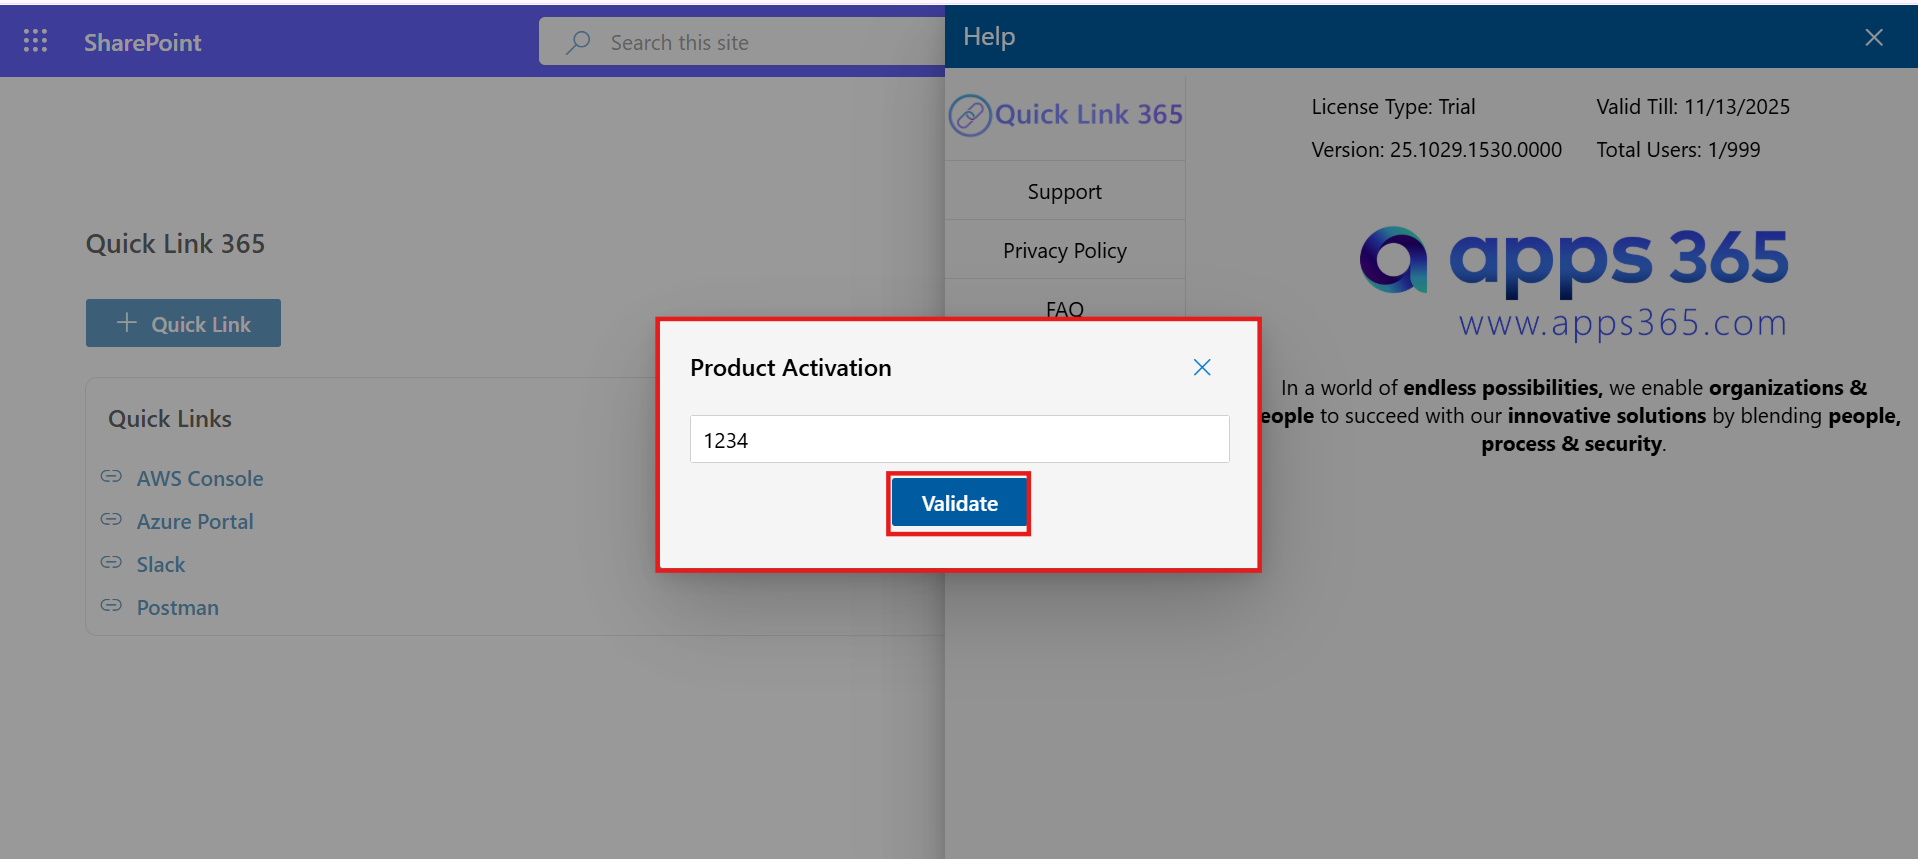 SharePoint
Search this site
Help
Quick Link 365
License Type: Trial
Valid Till: 11/13/2025
Version: 25.1029.1530.0000
Total Users: 1/999
Support
Privacy Policy
FAQ
apps 365
www.apps365.com
In a world of endless possibilities, we enable organizations &
eople to succeed with our innovative solutions by blending people,
process & security.
Quick Link 365
Quick Link
Quick Links
AWS Console
Azure Portal
Slack
Postman
Product Activation
1234
Validate